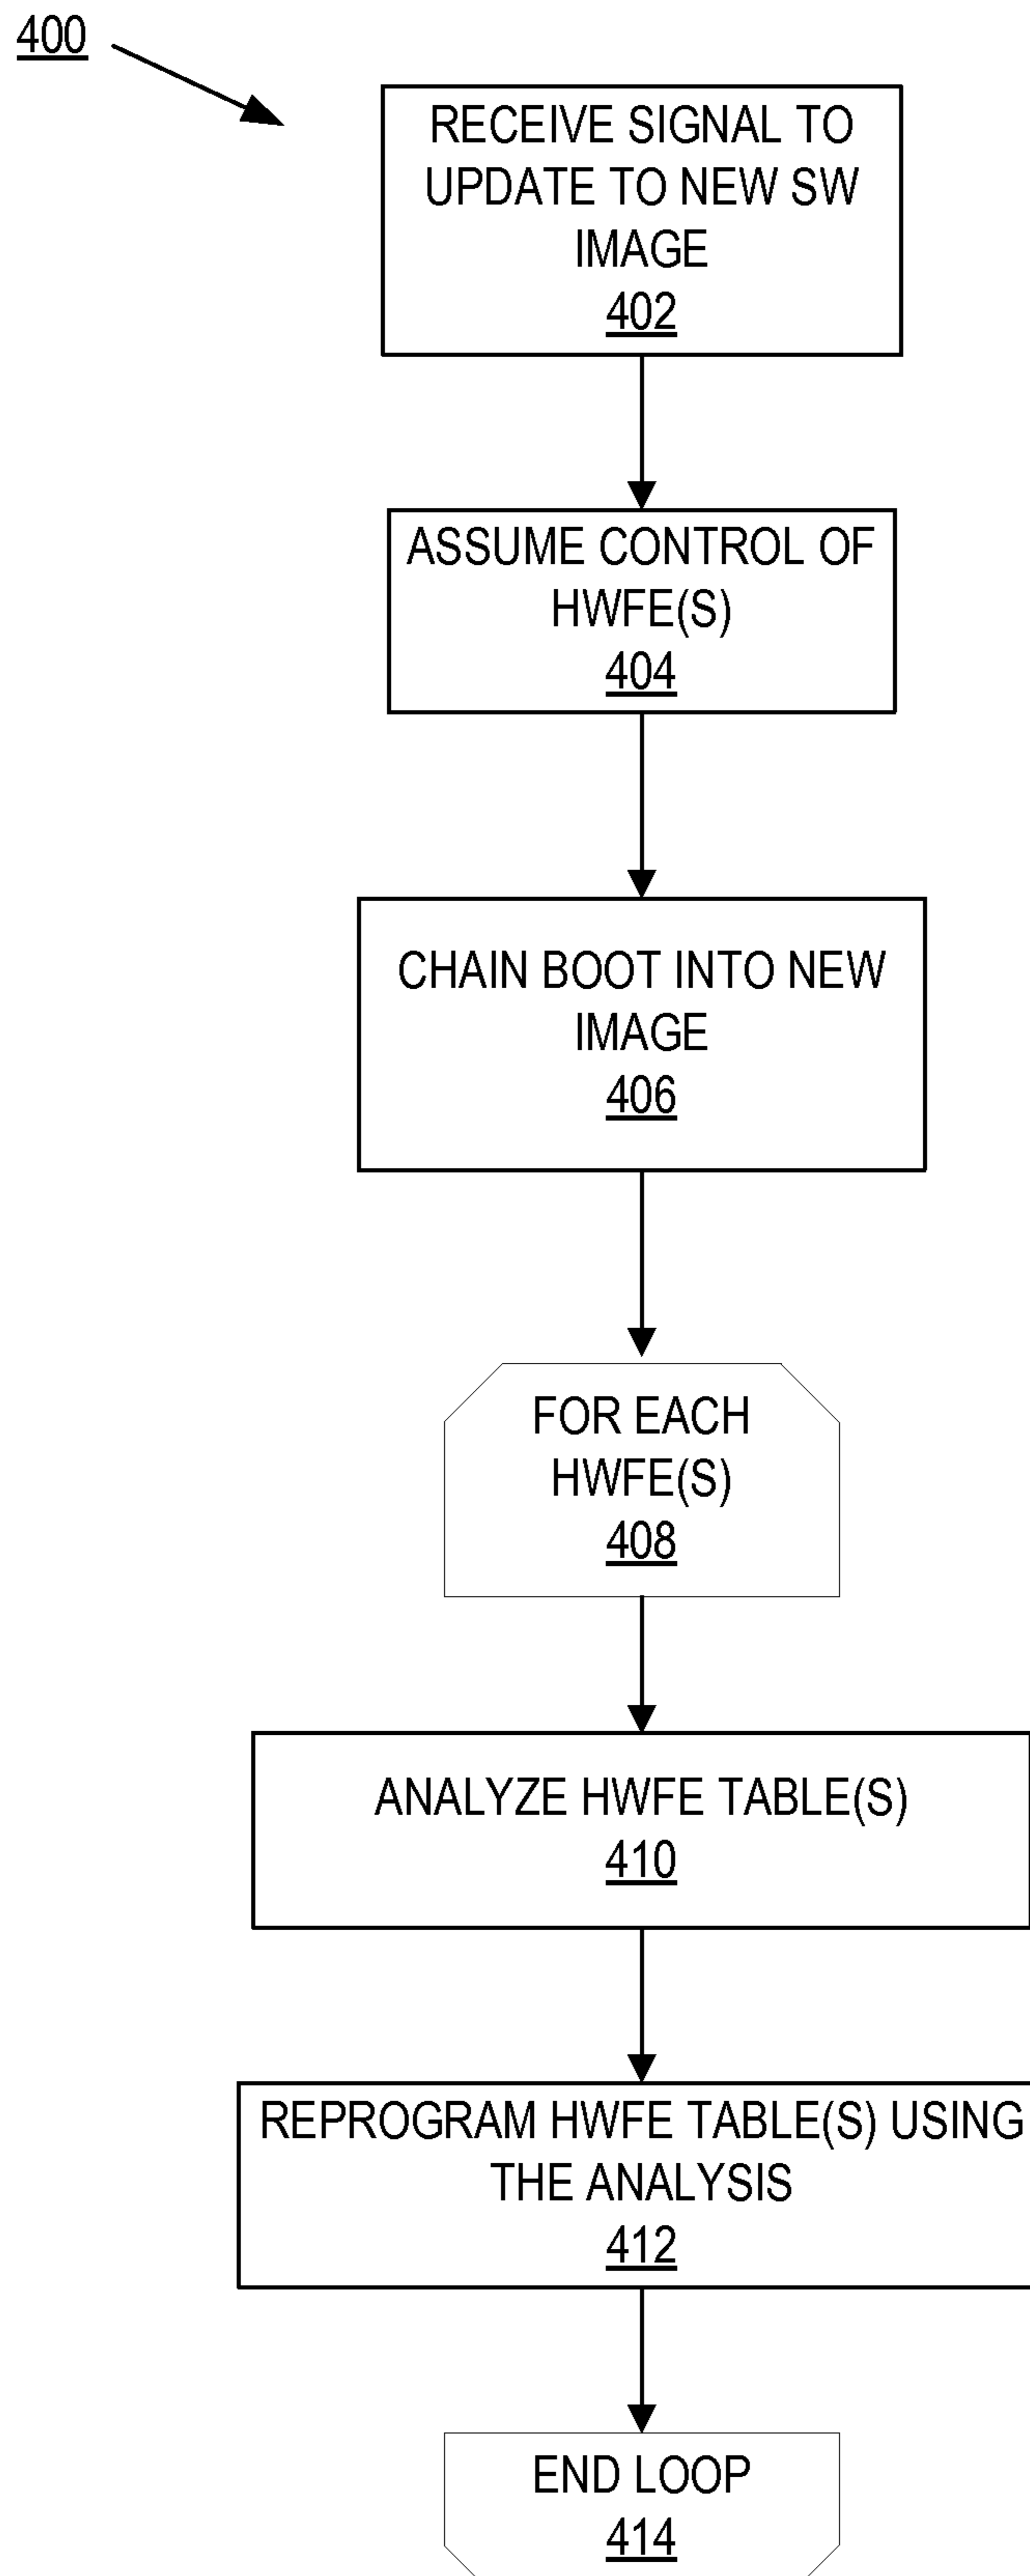 400
RECEIVE SIGNAL TO
UPDATE TO NEW SW
IMAGE
402
ASSUME CONTROL OF
HWFE(S)
404
CHAIN BOOT INTO NEW
IMAGE
406
FOR EACH
HWFE(S)
408
ANALYZE HWFE TABLE(S)
410
REPROGRAM HWFE TABLE(S) USING
THE ANALYSIS
412
END LOOP
414